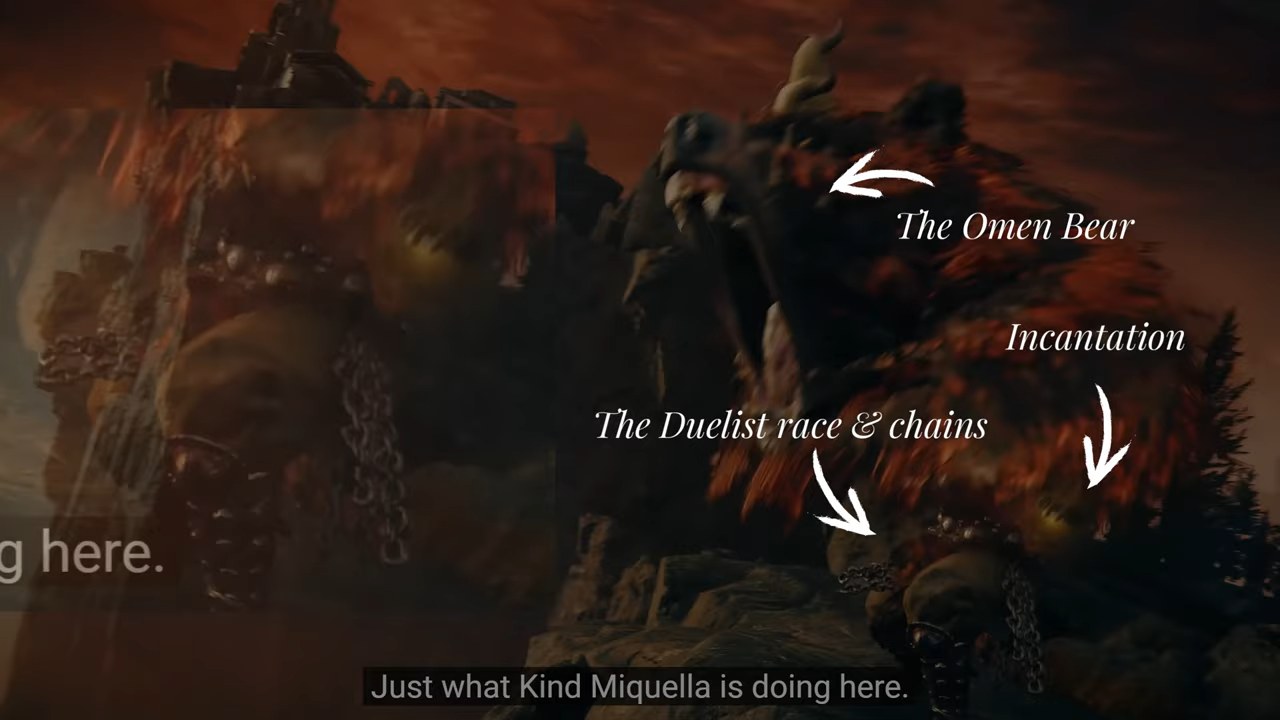 The Omen Bear
Incantation
The Duelist race & chains
g here.
Just what Kind Miquella is doing here.